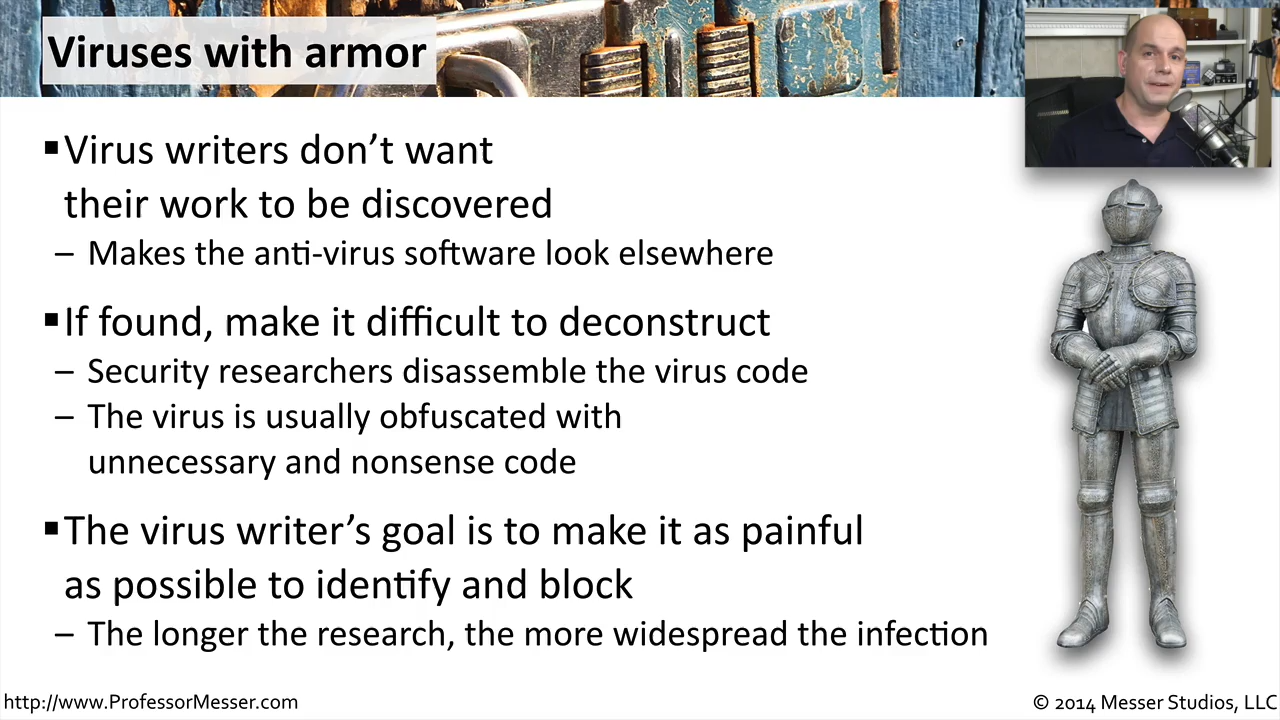 Viruses with armor
▪Virus writers don’t want
their work to be discovered
– Makes the anti-virus software look elsewhere
▪If found, make it difficult to deconstruct
– Security researchers disassemble the virus code
– The virus is usually obfuscated with
unnecessary and nonsense code
▪The virus writer’s goal is to make it as painful
as possible to identify and block
– The longer the research, the more widespread the infection
http://www.ProfessorMesser.com
© 2014 Messer Studios, LLC